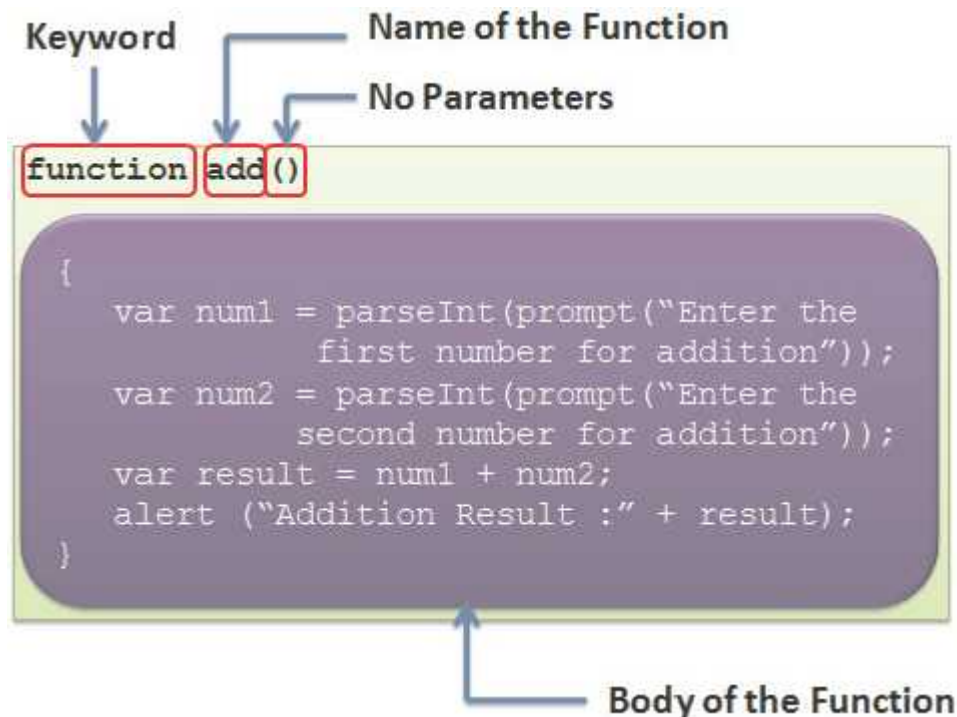 Keyword
Name of the Function
No Parameters
function add()
{
var num1 = parseInt(prompt(“Enter the
first number for addition”));
var num2 = parseInt(prompt(“Enter the
second number for addition”));
var result = num1 + num2;
alert (“Addition Result :” + result);
}
Body of the Function